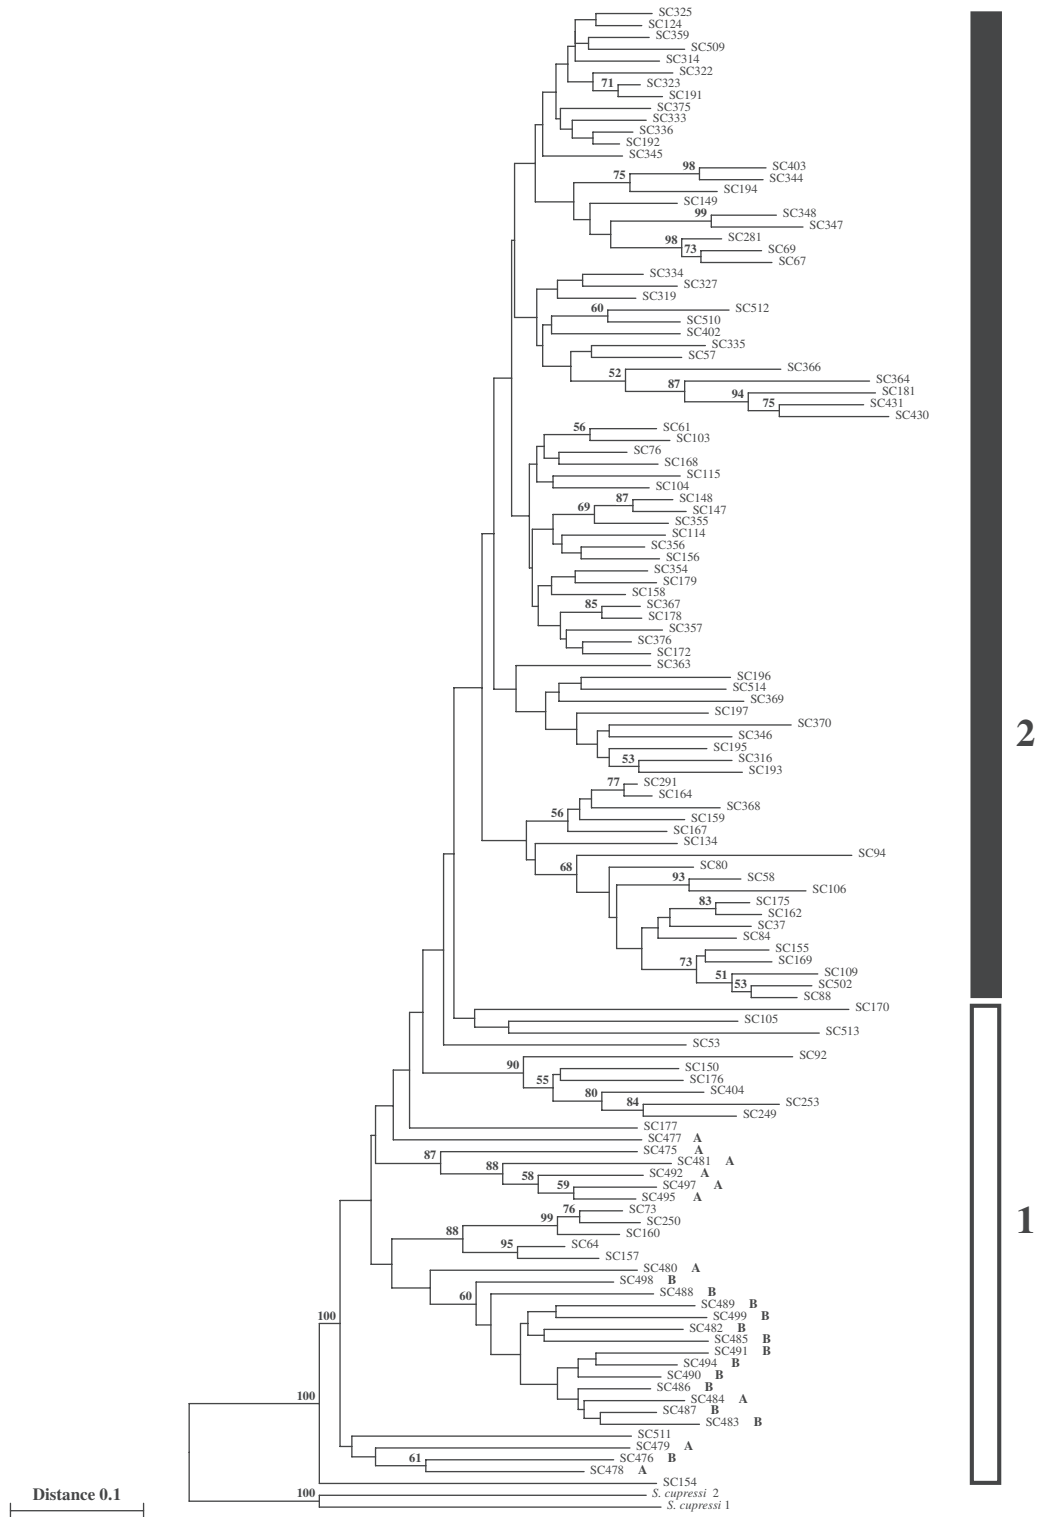 SC325
SC124
SC359
SC509
SC314
SC322
71 SC323
SC191
SC375
SC333
SC336
SC192
SC345
98 SC403
75 SC344
SC194
SC149
99 SC348
SC347
98 SC281
73 SC69
SC67
SC334
SC327
SC319
60 SC512
SC510
SC402
SC335
SC57
52 SC366
87 SC364
94 SC181
75 SC431
SC430
56 SC61
SC103
SC76
SC168
SC115
SC104
87 SC148
69 SC147
SC355
SC114
SC356
SC156
SC354
SC179
SC158
85 SC367
SC178
SC357
SC376
SC172
SC363
SC196
SC514
SC369
SC197
SC370
2
SC346
SC195
53 SC316
SC193
77 SC291
SC164
SC368
56 SC159
SC167
SC134
SC94
68 SC80
93 SC58
SC106
83 SC175
SC162
SC37
SC84
SC155
73 SC169
51 SC109
53 SC502
SC88
SC170
SC105
SC513
SC53
SC92
90 SC150
55 SC176
80 SC404
84 SC253
SC249
SC177
SC477 A
87 SC475 A
88 SC481 A
58 SC492 A
59 SC497 A
SC495 A
76 SC73
99 SC250
1
88 SC160
95 SC64
SC157
SC480 A
SC498 B
60 SC488 B
SC489 B
100 SC499 B
SC482 B
SC485 B
SC491 B
SC494 B
SC490 B
SC486 B
100 SC484 A
SC487 B
SC483 B
SC511
SC479 A
61 SC476 B
SC478 A
SC154
Distance 0.1
100 S. cupressi 2
S. cupressi 1